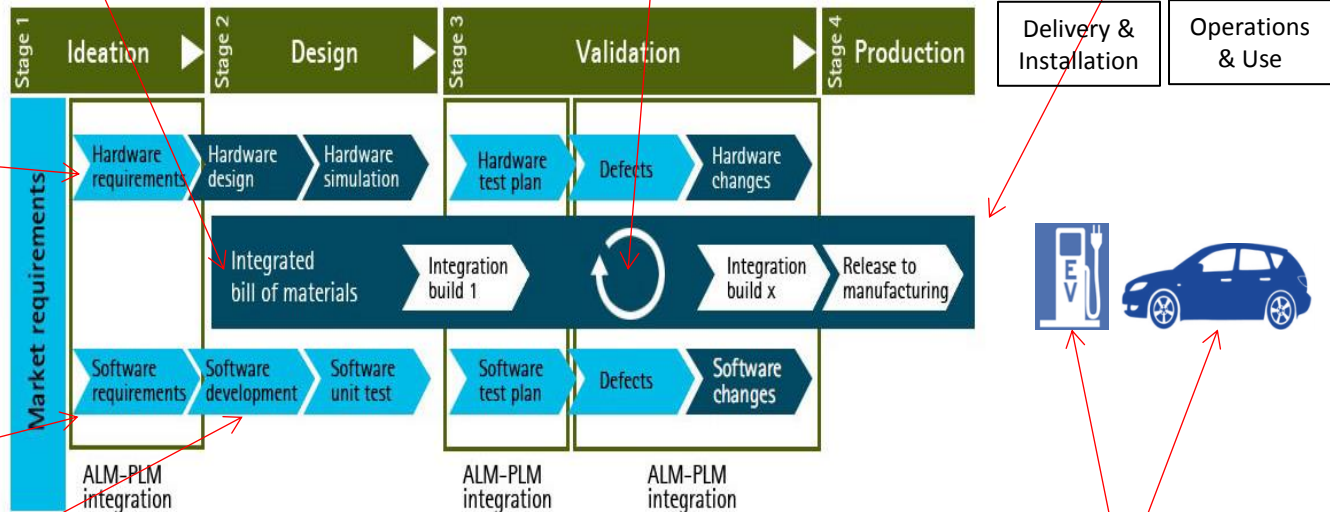 Stage 1
Ideation
Stage 2
Design
Stage 3
Validation
Stage 4
Production
Delivery &
Installation
Operations
& Use
Market requirements
Hardware
requirements
Hardware
design
Hardware
simulation
Hardware
test plan
Defects
Hardware
changes
Integrated
bill of materials
Integration
build 1
Integration
build x
Release to
manufacturing
EV
Software
requirements
Software
development
Software
unit test
Software
test plan
Defects
Software
changes
ALM-PLM
integration
ALM-PLM
integration
ALM-PLM
integration